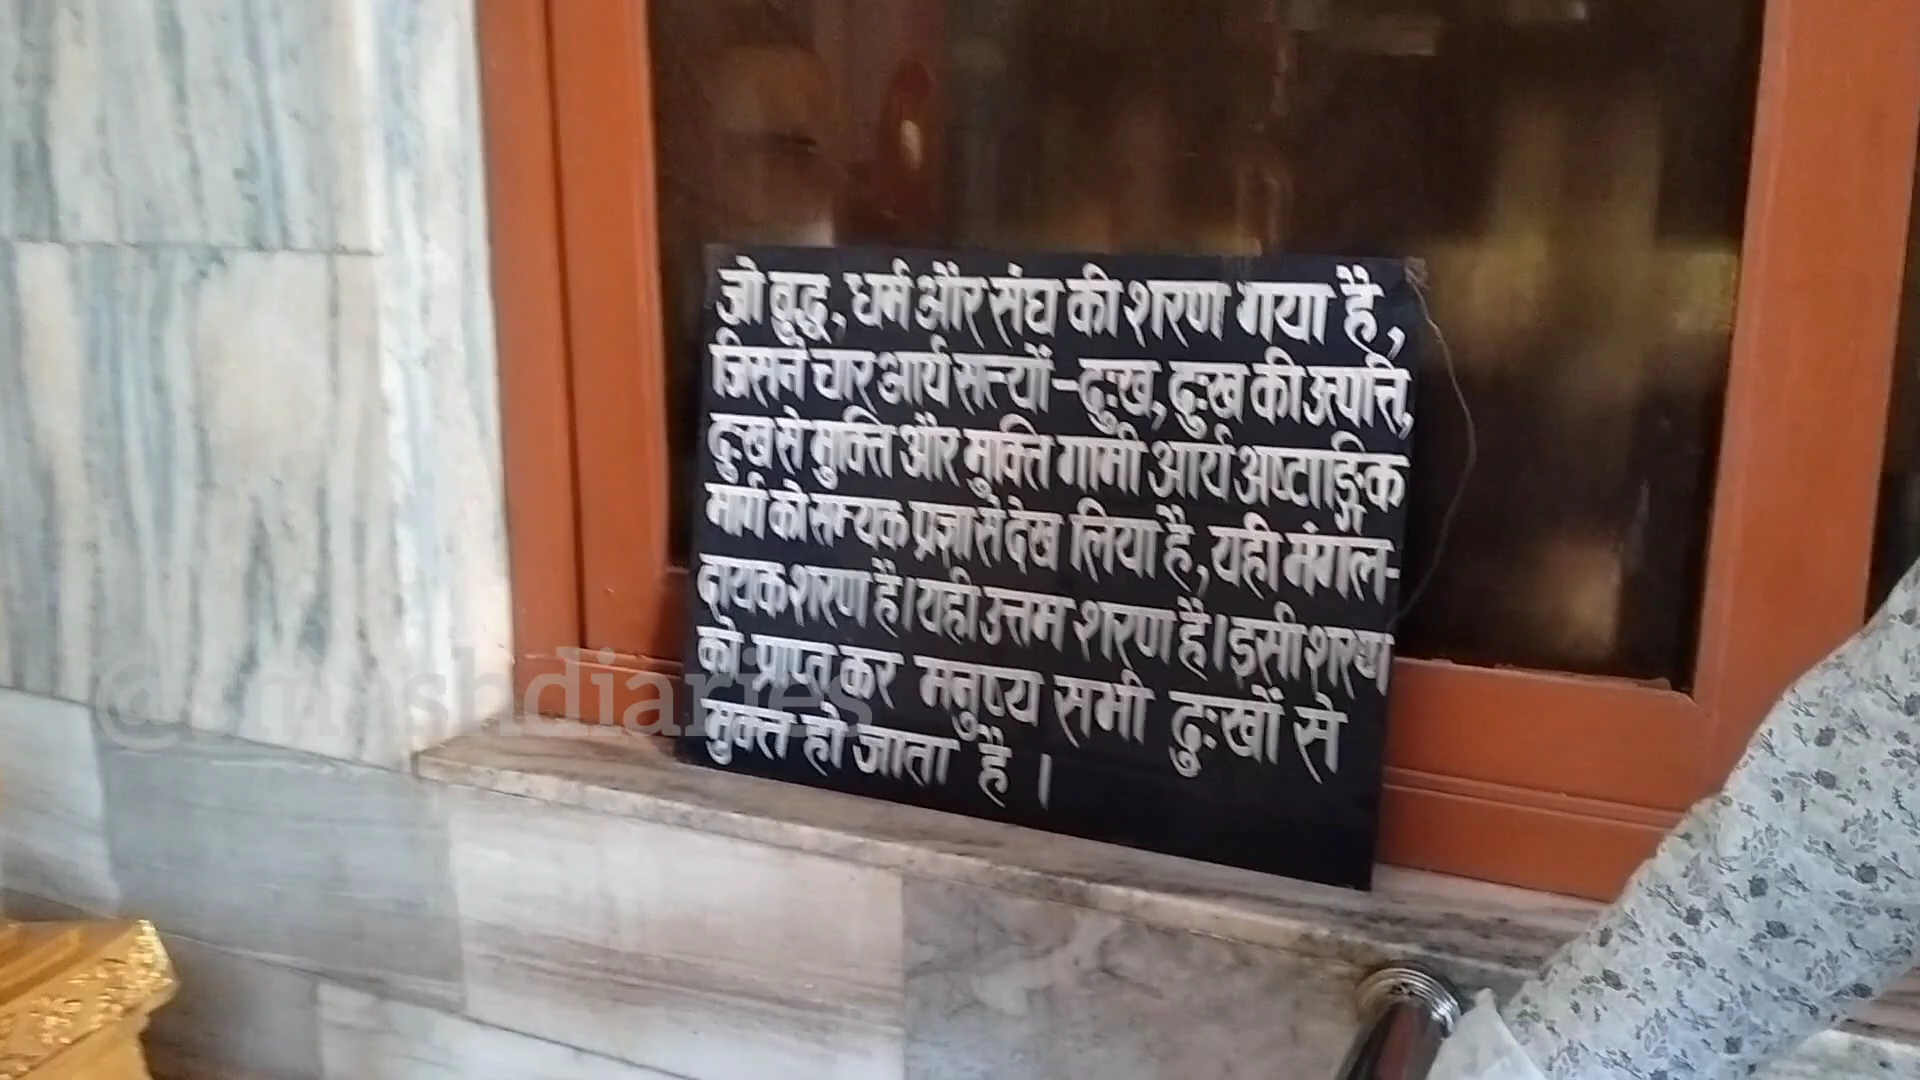 जो बुद्ध, धर्म और संघ की शरण गया है,
जिसने चार आर्य सत्यों-दुःख, दुःख की उत्पत्ति,
दुःख से मुक्ति और मुक्ति गामी आर्य अष्टाङ्गिक
मार्ग को सम्यक प्रज्ञा से देख लिया है, यही मंगल-
दायक शरण है। यही उत्तम शरण है। इसी शरण
को प्राप्त कर मनुष्य सभी दुःखों से
मुक्त हो जाता है ।